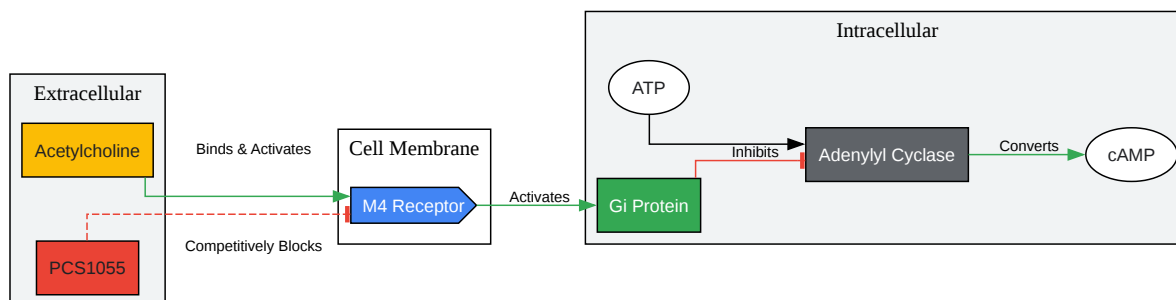 Extracellular
Acetylcholine
PCS1055
Binds & Activates
Competitively Blocks
Cell Membrane
M4 Receptor
Activates
Intracellular
ATP
Inhibits
Gi Protein
Adenylyl Cyclase
Converts
cAMP